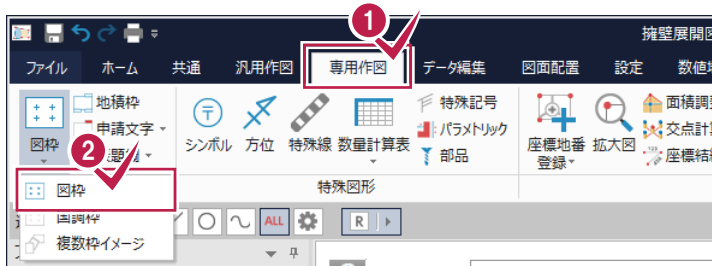 1
擁壁展開図
ファイル ホーム 共通 汎用作図 専用作図 データ編集 図面配置 設定 数値地
図枠
地積枠
申請文字
シンボル 方位 特殊線 数量計算表
特殊記号
パラメトリック
部品
座標地番登録
拡大図
面積調整
交点計
座標結
2
特殊図形
図枠
国調枠
複数枠イメージ
ALL
R